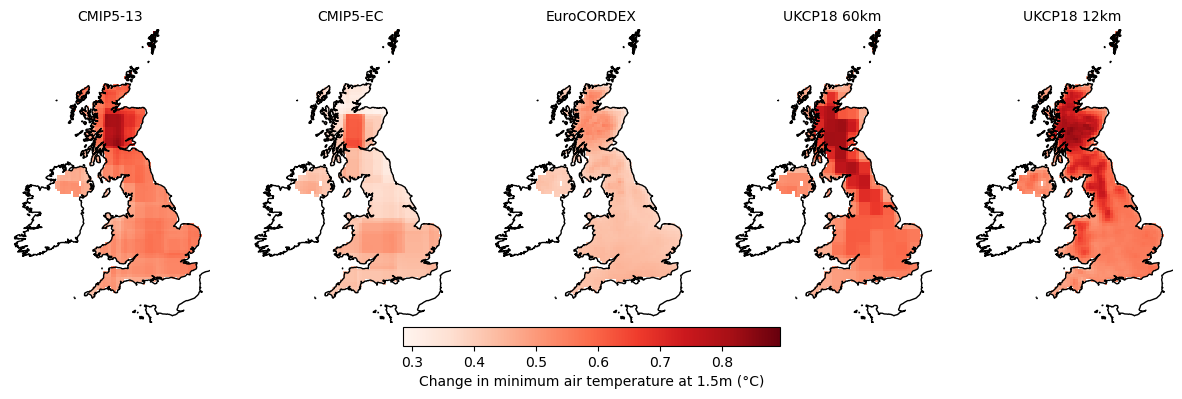 CMIP5-13 CMIP5-EC EuroCORDEX UKCP18 60km UKCP18 12km
0.3 0.4 0.5 0.6 0.7 0.8
Change in minimum air temperature at 1.5m (°C)